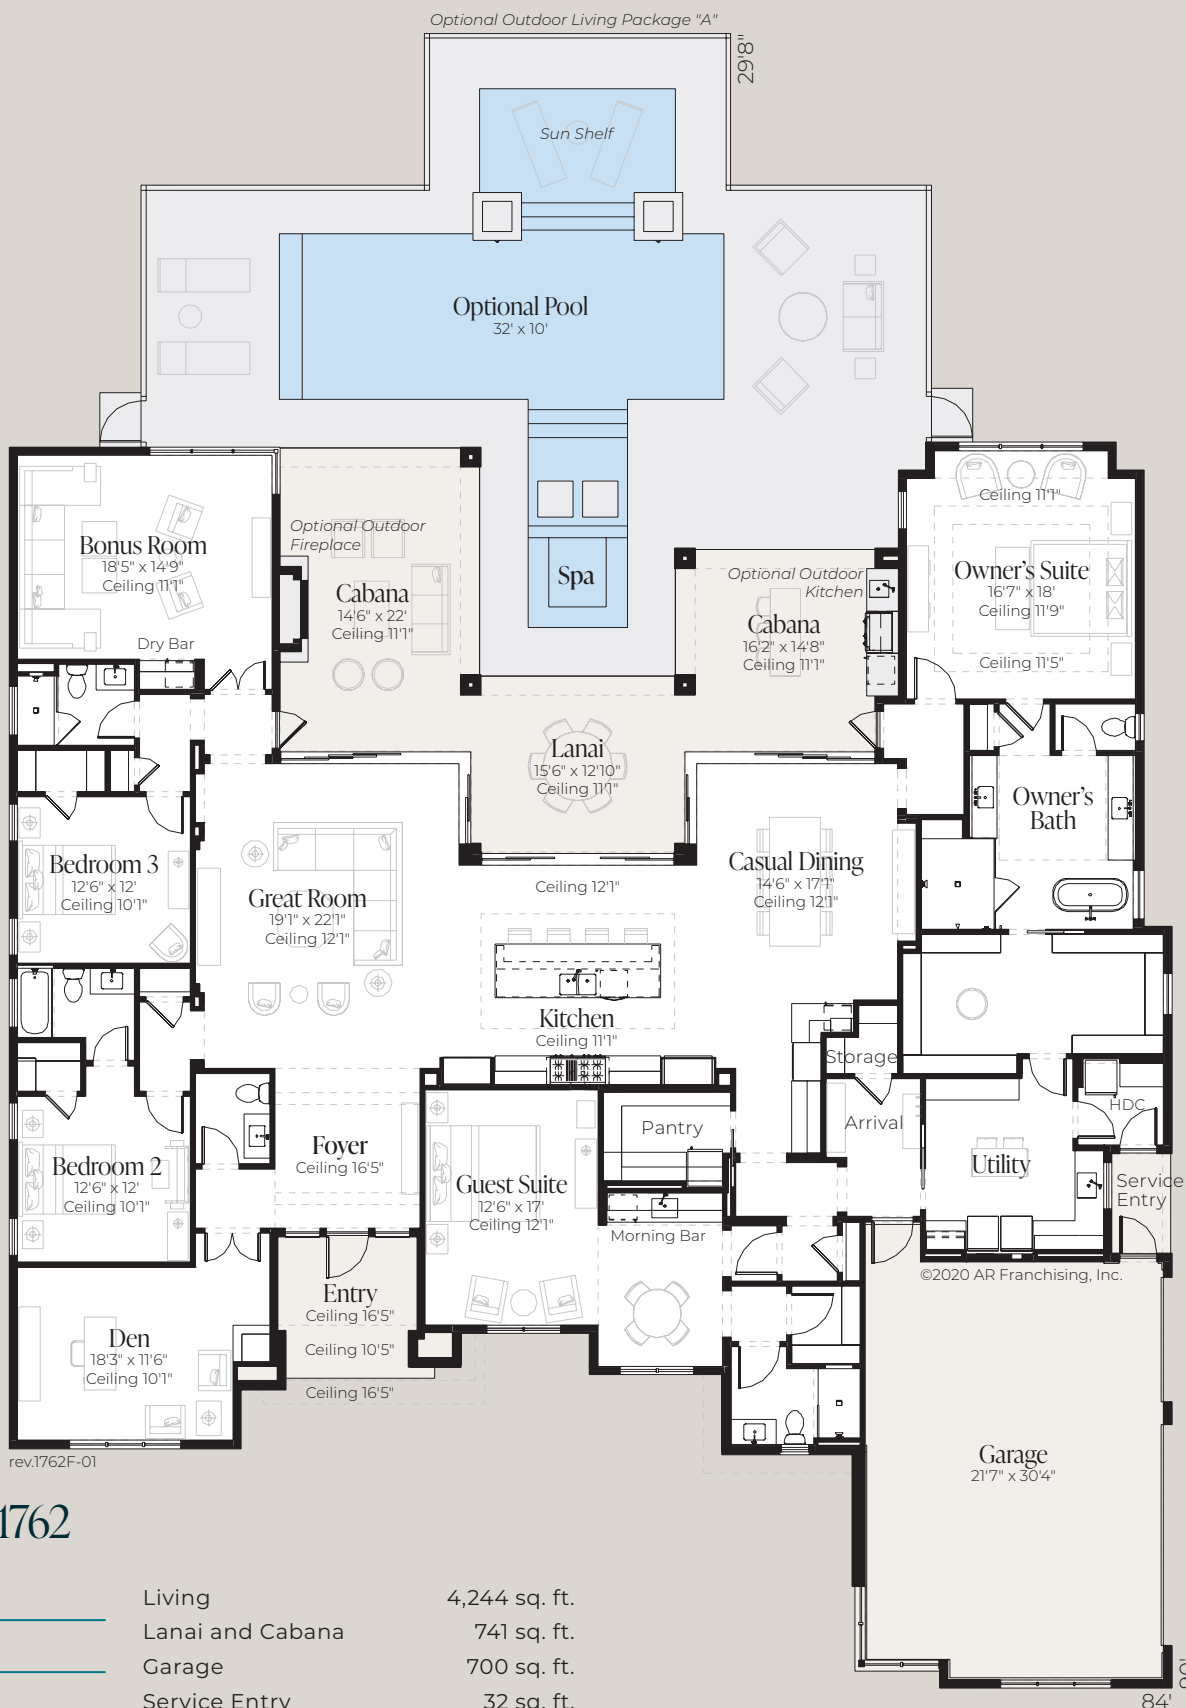 Optional Outdoor Living Package "A"
29'8"
Sun Shelf
Optional Pool
32' x 10'
Spa
Bonus Room
18'5" x 14'9"
Ceiling 11'1"
Dry Bar
Optional Outdoor
Fireplace
Cabana
14'6" x 22'
Ceiling 11'1"
Optional Outdoor
Kitchen
Cabana
16'2" x 14'8"
Ceiling 11'1"
Ceiling 11'1"
Owner's Suite
16'7" x 18'
Ceiling 11'9"
Ceiling 11'5"
Lanai
15'6" x 12'10"
Ceiling 11'1"
Owner's
Bath
Bedroom 3
12'6" x 12'
Ceiling 10'1"
Great Room
19'1" x 22'1"
Ceiling 12'1"
Ceiling 12'1"
Casual Dining
14'6" x 17'1"
Ceiling 12'1"
Kitchen
Ceiling 11'1"
Storage
Arrival
HDC
Pantry
Foyer
Ceiling 16'5"
Bedroom 2
12'6" x 12'
Ceiling 10'1"
Guest Suite
12'6" x 17'
Ceiling 12'1"
Utility
Service
Entry
Morning Bar
©2020 AR Franchising, Inc.
Entry
Ceiling 16'5"
Ceiling 10'5"
Ceiling 16'5"
Den
18'3" x 11'6"
Ceiling 10'1"
Garage
21'7" x 30'4"
rev.1762F-01
1762
Living 4,244 sq. ft.
Lanai and Cabana 741 sq. ft.
Garage 700 sq. ft.
Service Entry 32 sq. ft.
84'